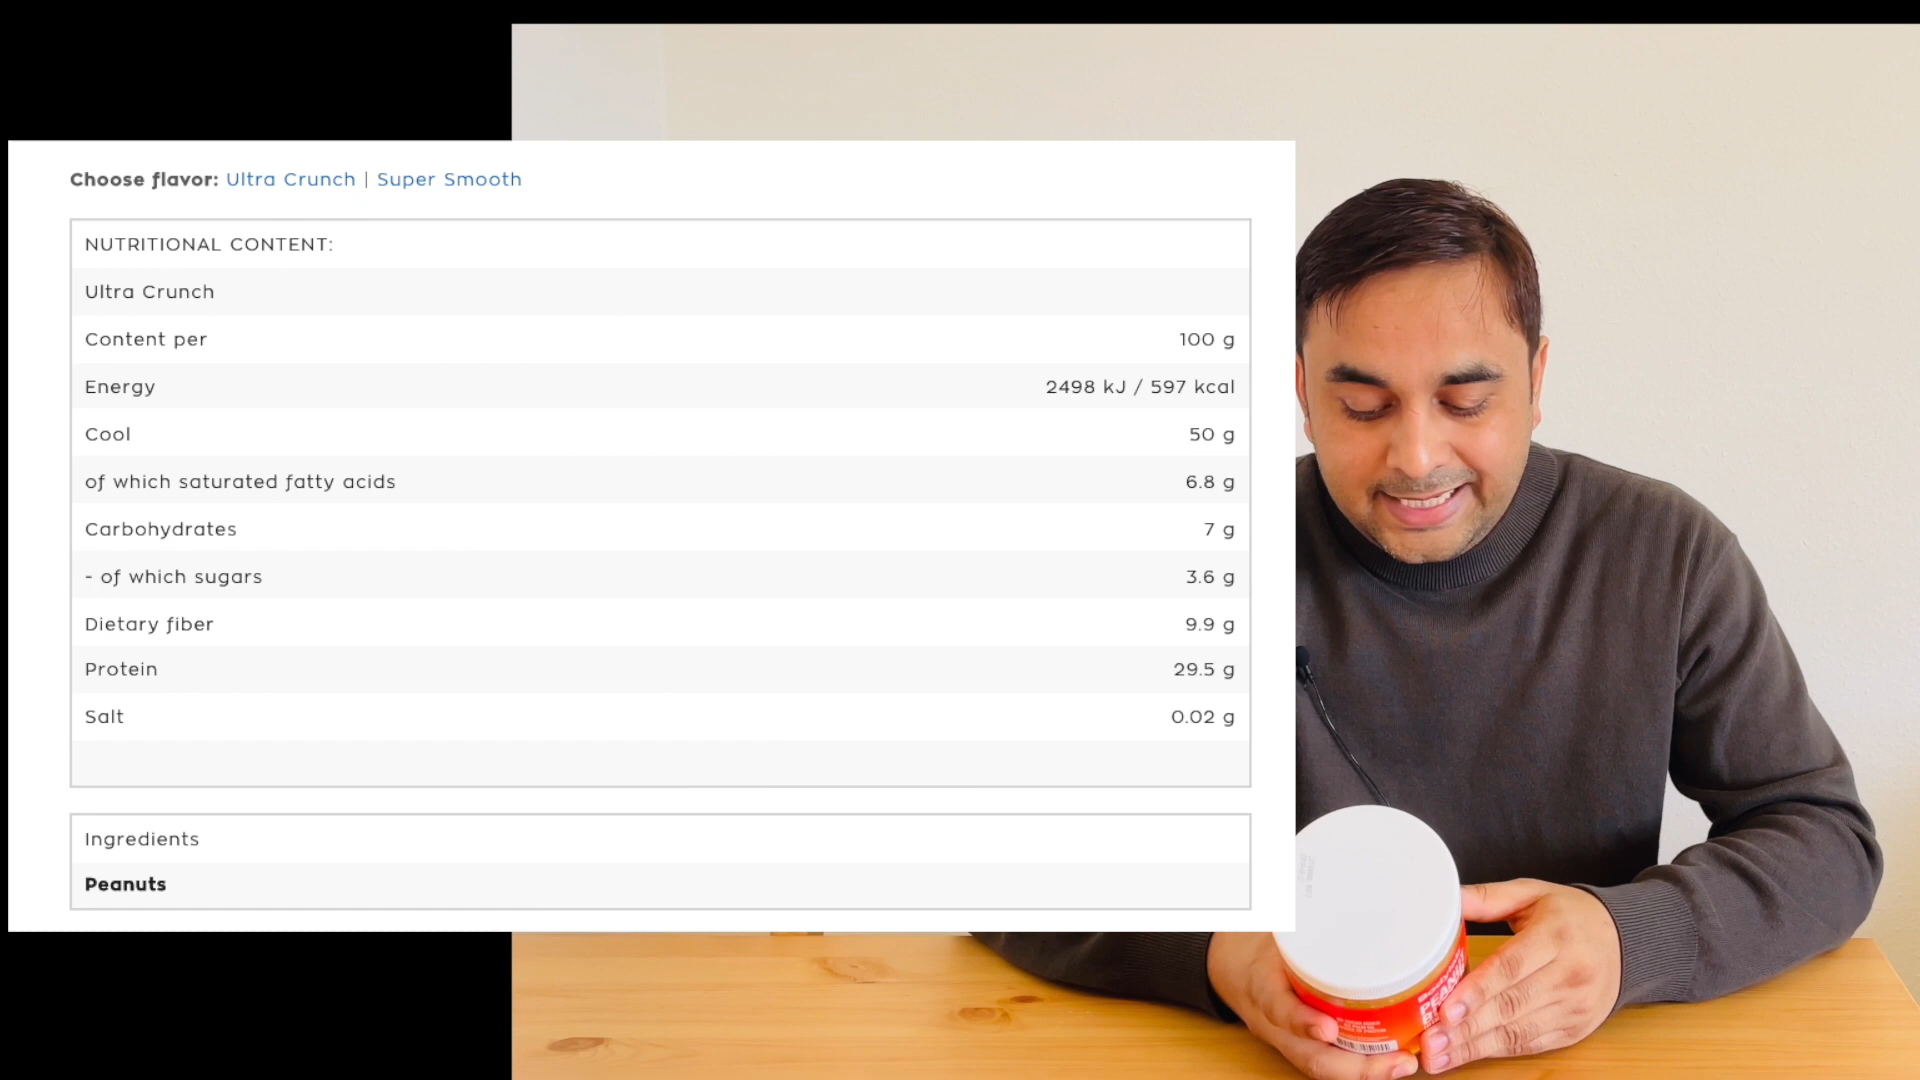 Choose flavor: Ultra Crunch | Super Smooth
NUTRITIONAL CONTENT:
Ultra Crunch
Content per 100 g
Energy 2498 kJ / 597 kcal
Cool 50 g
of which saturated fatty acids 6.8 g
Carbohydrates 7 g
- of which sugars 3.6 g
Dietary fiber 9.9 g
Protein 29.5 g
Salt 0.02 g
Ingredients
Peanuts